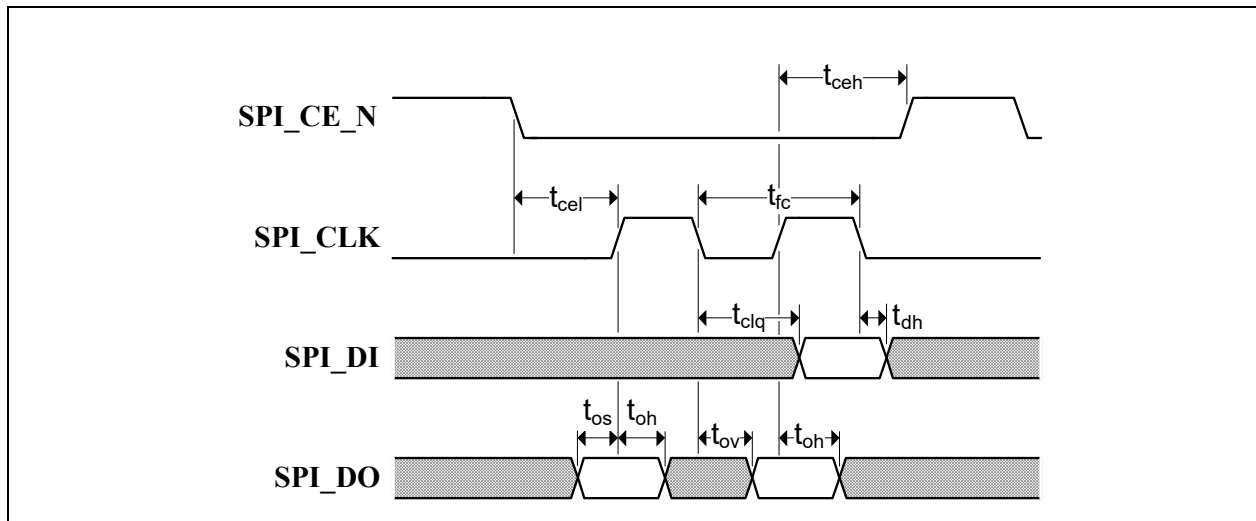 t_ceh
SPI_CE_N
t_cel
t_fc
SPI_CLK
t_clq
t_dh
SPI_DI
t_os t_oh t_ov t_oh
SPI_DO